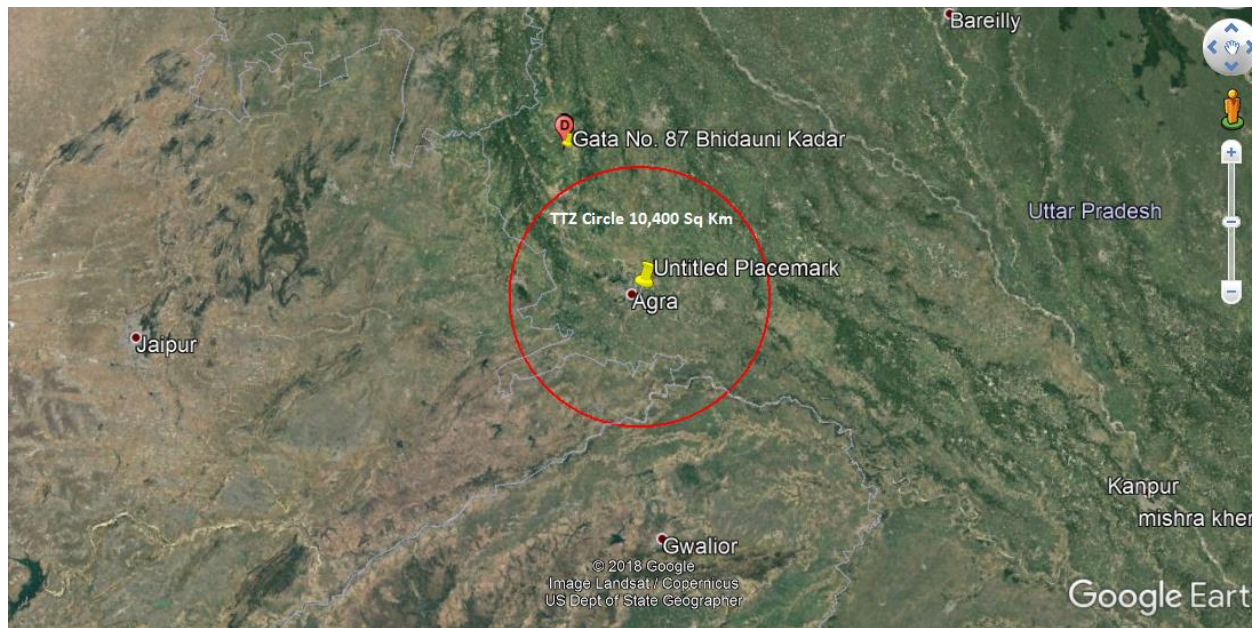 Bareilly
D
Gata No. 87 Bhidauni Kadar
TTZ Circle 10,400 Sq Km
Uttar Pradesh
Untitled Placemark
Agra
Jaipur
Kanpur
mishra kher
Gwalior
© 2018 Google
Image Landsat / Copernicus
US Dept of State Geographer
Google Eart